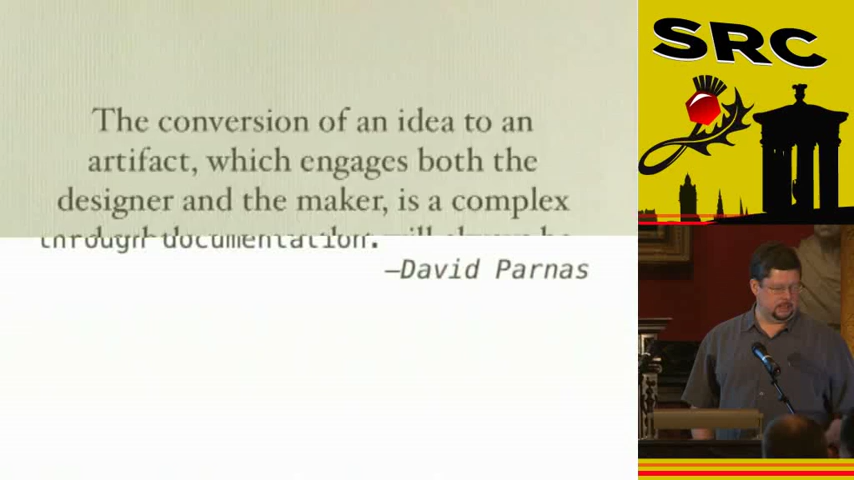 The conversion of an idea to an
artifact, which engages both the
designer and the maker, is a complex
through documentation.
—David Parnas
SRC